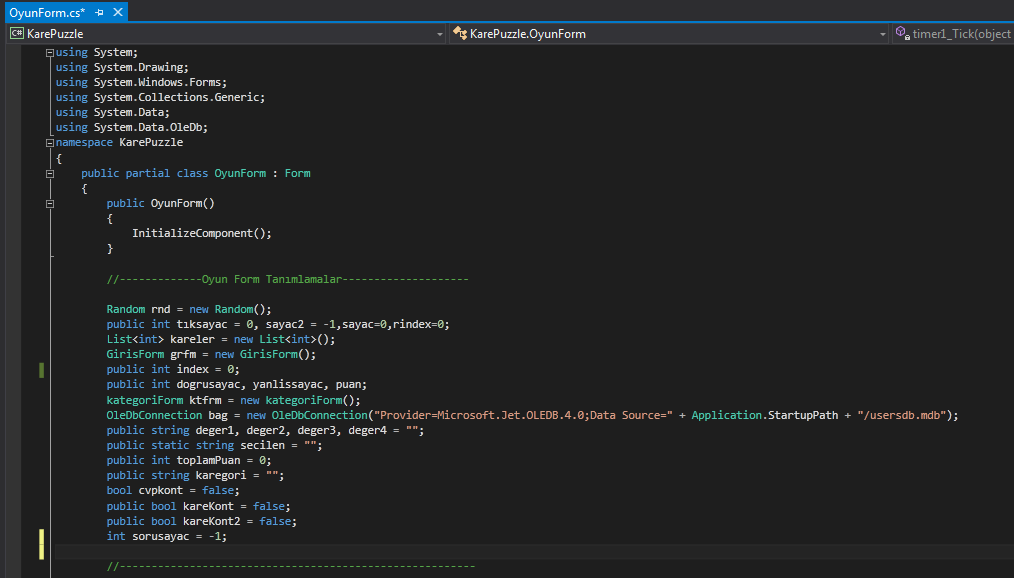 OyunForm.cs*
KarePuzzle KarePuzzle.OyunForm timer1_Tick(object
using System;
using System.Drawing;
using System.Windows.Forms;
using System.Collections.Generic;
using System.Data;
using System.Data.OleDb;
namespace KarePuzzle
{
public partial class OyunForm : Form
{
public OyunForm()
{
InitializeComponent();
}
//-------------Oyun Form Tanımlamalar--------------------
Random rnd = new Random();
public int tıksayac = 0, sayac2 = -1,sayac=0,rindex=0;
List<int> kareler = new List<int>();
GirisForm grfm = new GirisForm();
public int index = 0;
public int dogrusayac, yanlissayac, puan;
kategoriForm ktfrm = new kategoriForm();
OleDbConnection bag = new OleDbConnection("Provider=Microsoft.Jet.OLEDB.4.0;Data Source=" + Application.StartupPath + "/usersdb.mdb");
public string deger1, deger2, deger3, deger4 = "";
public static string secilen = "";
public int toplamPuan = 0;
public string karegori = "";
bool cvpkont = false;
public bool kareKont = false;
public bool kareKont2 = false;
int sorusayac = -1;
//--------------------------------------------------------